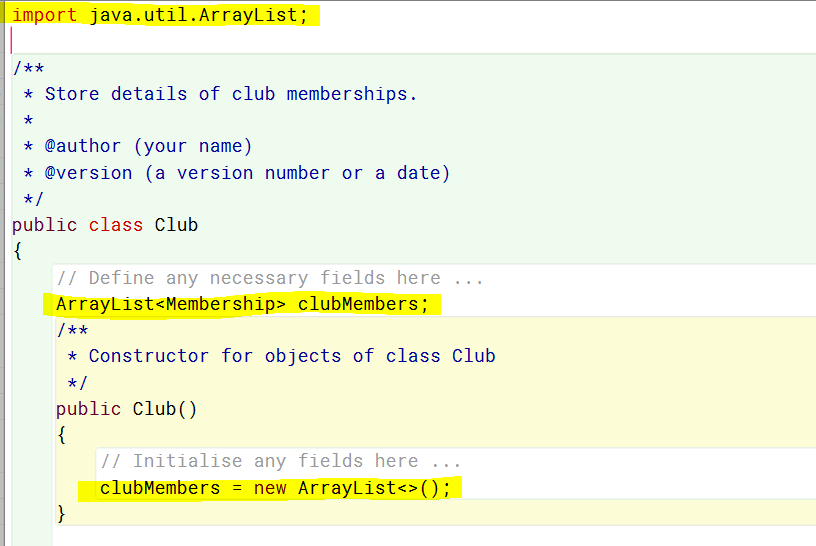 import java.util.ArrayList;
/**
 * Store details of club memberships.
 *
 * @author (your name)
 * @version (a version number or a date)
 */
public class Club
{
    // Define any necessary fields here ...
    ArrayList<Membership> clubMembers;
    /**
     * Constructor for objects of class Club
     */
    public Club()
    {
        // Initialise any fields here ...
        clubMembers = new ArrayList<>();
    }